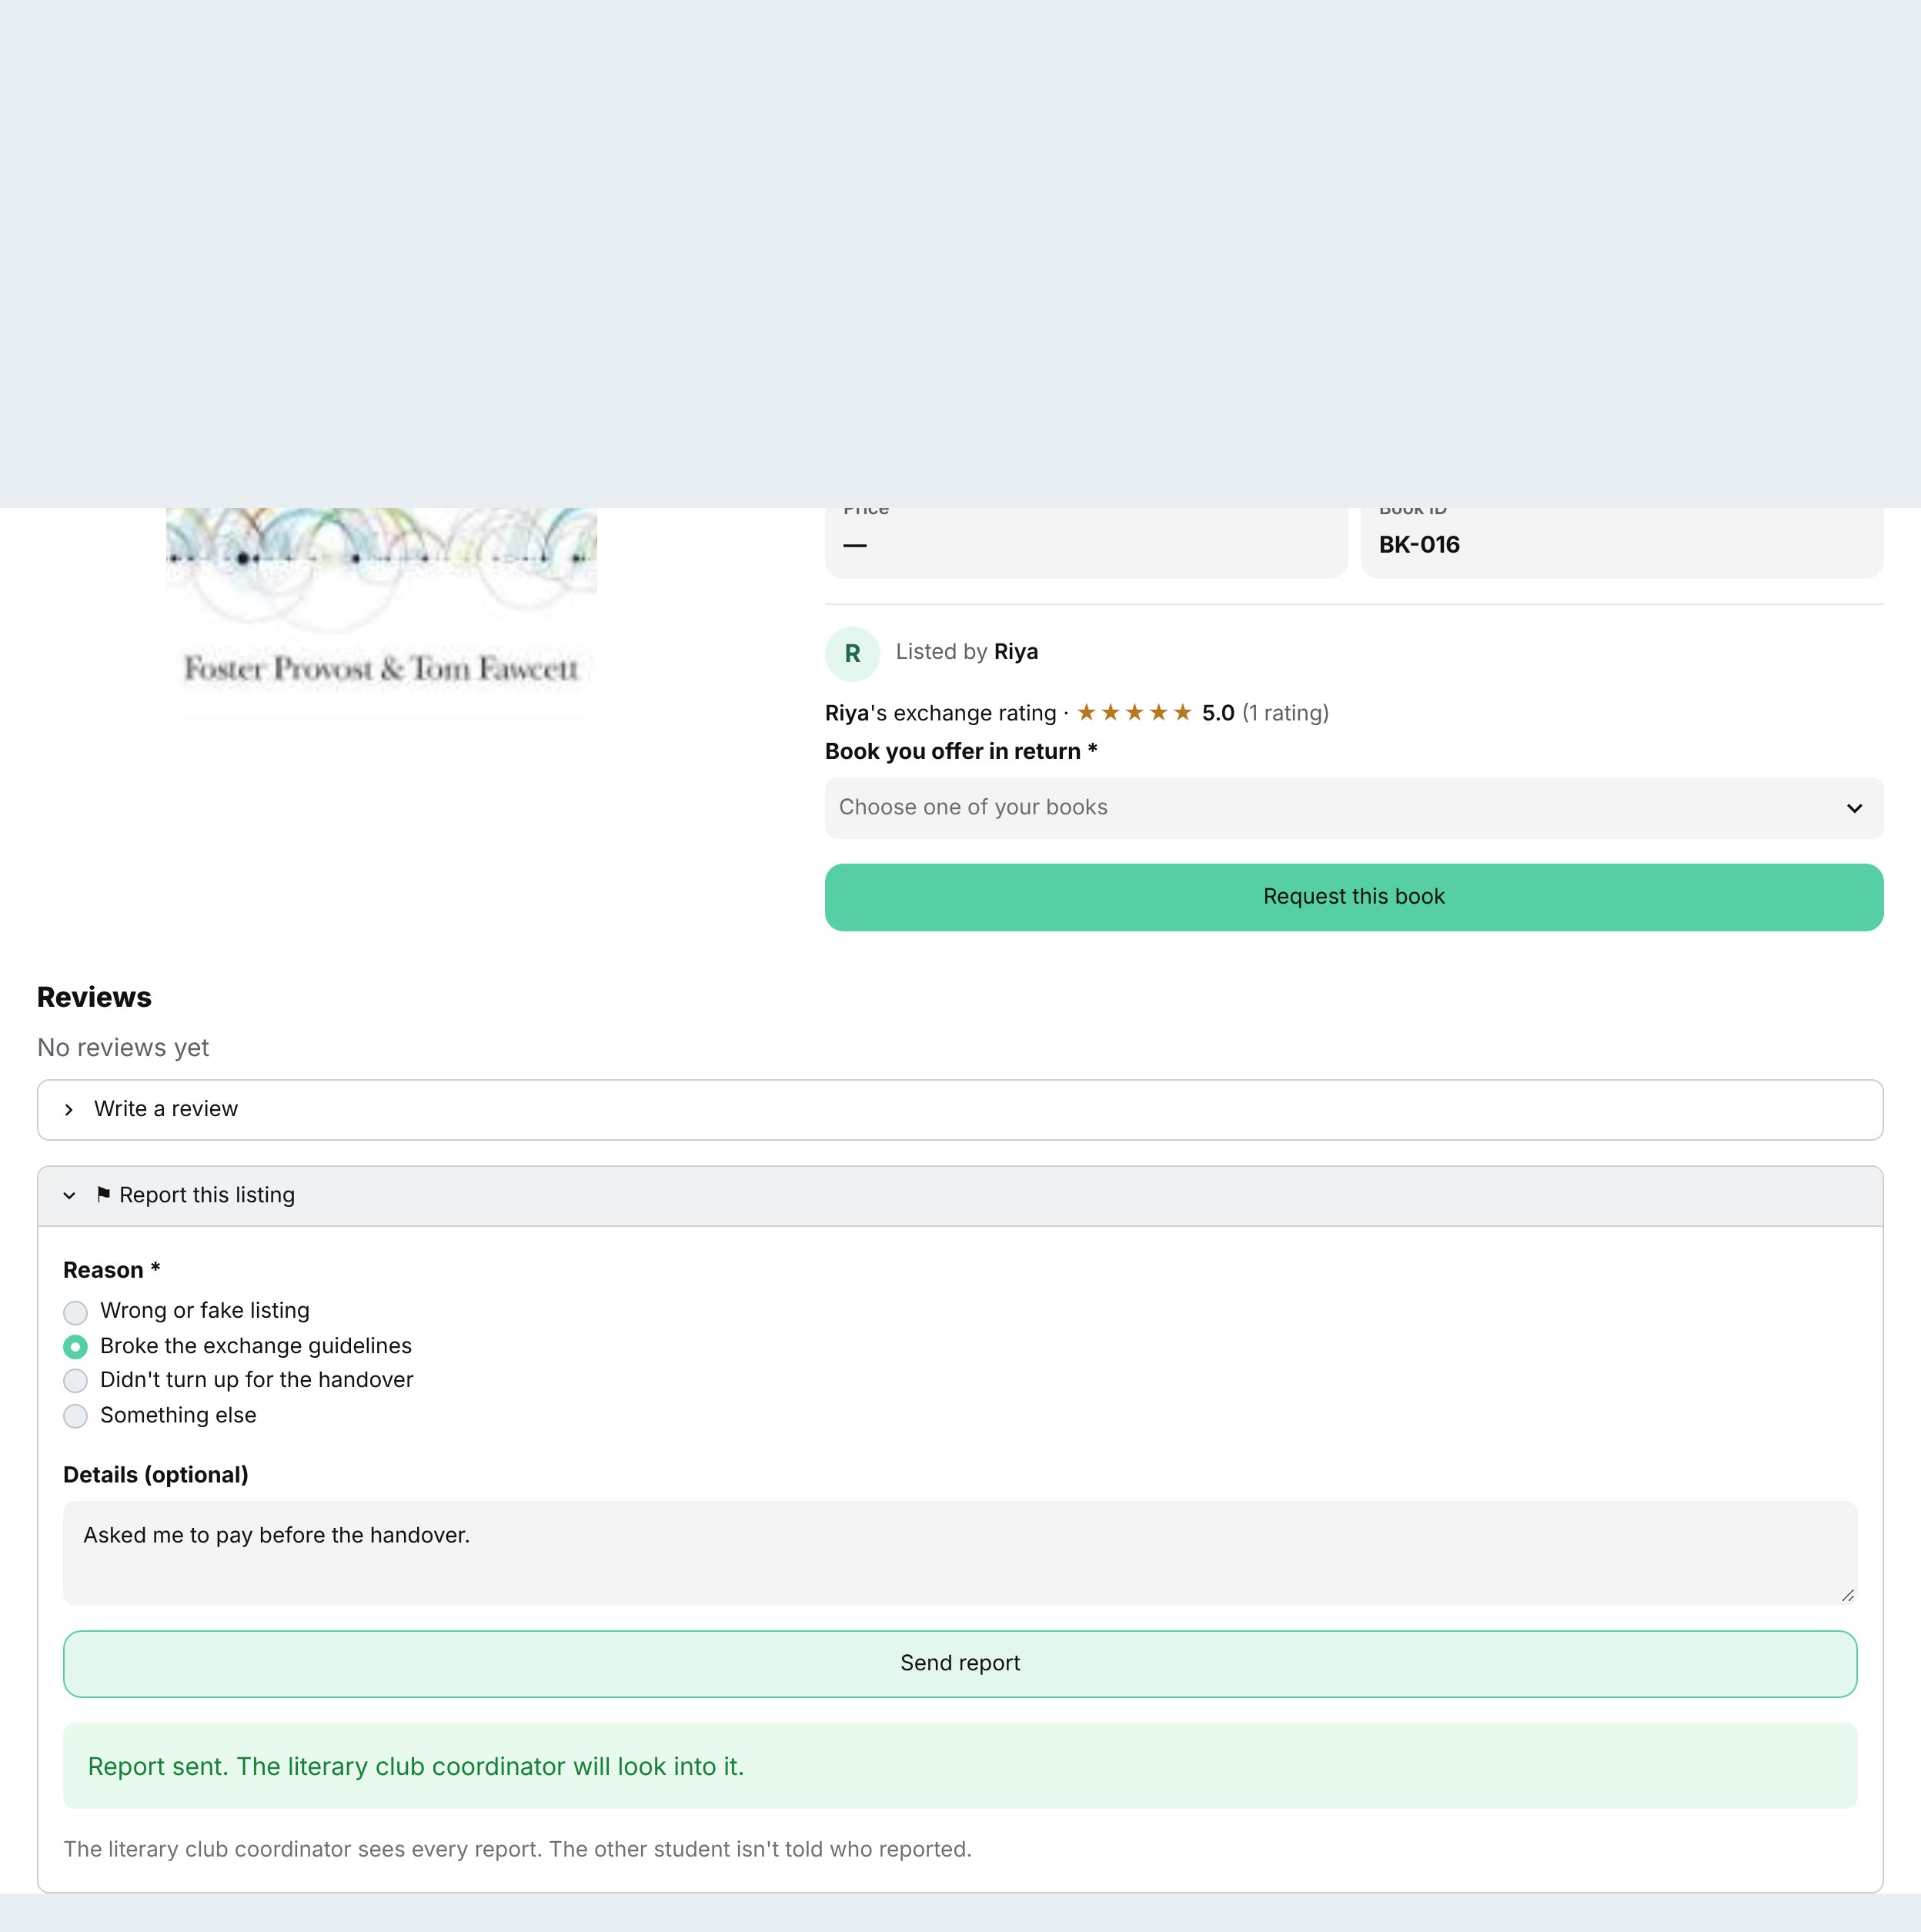 Foster Provost & Tom Fawcett
Price
—
Book ID
BK-016
R
Listed by Riya
Riya's exchange rating · ★★★★★ 5.0 (1 rating)
Book you offer in return *
Choose one of your books
Request this book
Reviews
No reviews yet
Write a review
Report this listing
Reason *
Wrong or fake listing
Broke the exchange guidelines
Didn't turn up for the handover
Something else
Details (optional)
Asked me to pay before the handover.
Send report
Report sent. The literary club coordinator will look into it.
The literary club coordinator sees every report. The other student isn't told who reported.